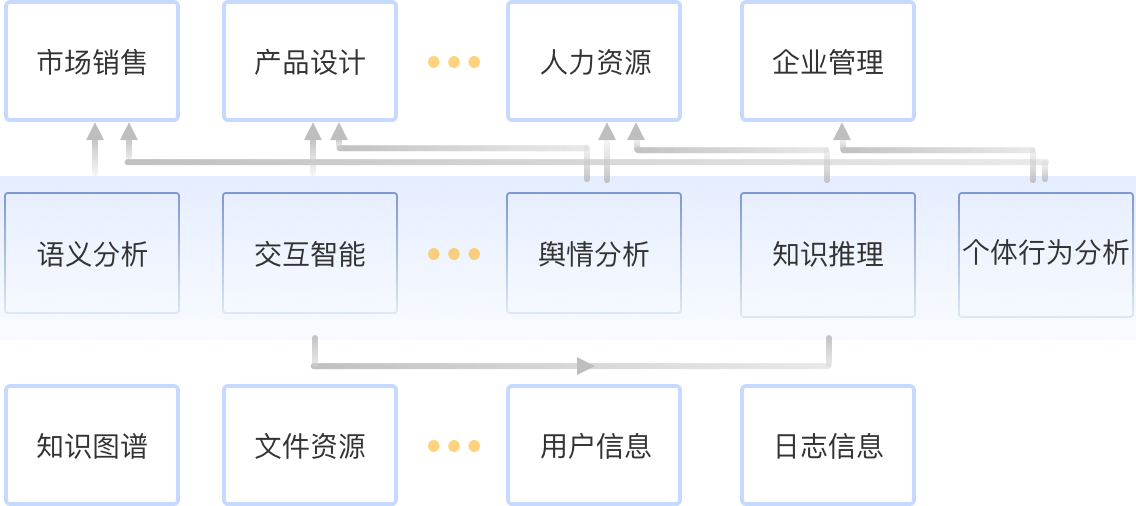 市场销售
产品设计
人力资源
企业管理
语义分析
交互智能
舆情分析
知识推理
个体行为分析
知识图谱
文件资源
用户信息
日志信息